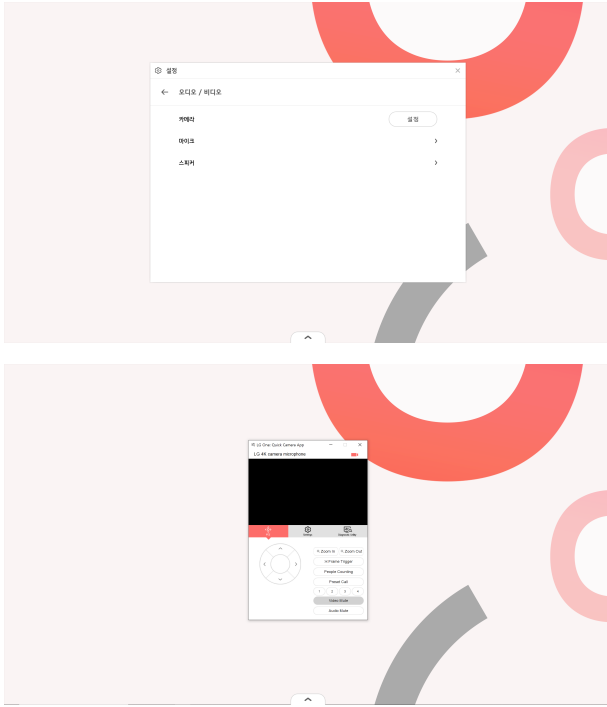 설정
오디오 / 비디오
카메라
설정
마이크
스피커
LG One: Quick Camera App
LG 4K camera microphone
Settings
Zoom In
Zoom Out
InFrame Trigger
People Counting
Preset Call
1 2 3 4
Video Mute
Audio Mute